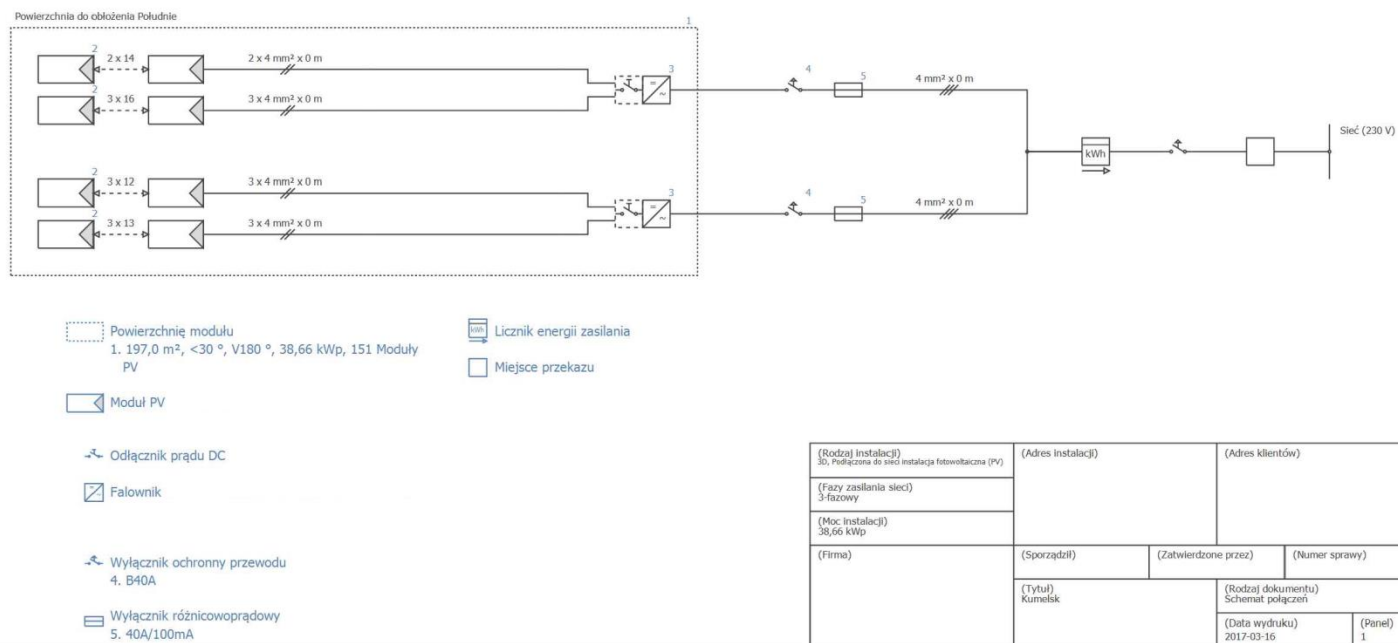 Powierzchnia do obłożenia Południe
1
2
2 x 14
2 x 4 mm² x 0 m
3
4
5
4 mm² x 0 m
2
3 x 16
3 x 4 mm² x 0 m
Sieć (230 V)
kWh
2
3 x 12
3 x 4 mm² x 0 m
3
4
5
4 mm² x 0 m
2
3 x 13
3 x 4 mm² x 0 m
Powierzchnię modułu
1. 197,0 m², <30 °, V180 °, 38,66 kWp, 151 Moduły
PV
Moduł PV
Odłącznik prądu DC
Falownik
Wyłącznik ochronny przewodu
4. B40A
Wyłącznik różnicowoprądowy
5. 40A/100mA
kWh
Licznik energii zasilania
Miejsce przekazu
(Rodzaj instalacji)
3D, Podłączona do sieci instalacja fotowoltaiczna (PV)
(Adres instalacji)
(Adres klientów)
(Fazy zasilania sieci)
3-fazowy
(Moc instalacji)
38,66 kWp
(Firma)
(Sporządził)
(Zatwierdzone przez)
(Numer sprawy)
(Tytuł)
Kumelsk
(Rodzaj dokumentu)
Schemat połączeń
(Data wydruku)
2017-03-16
(Panel)
1